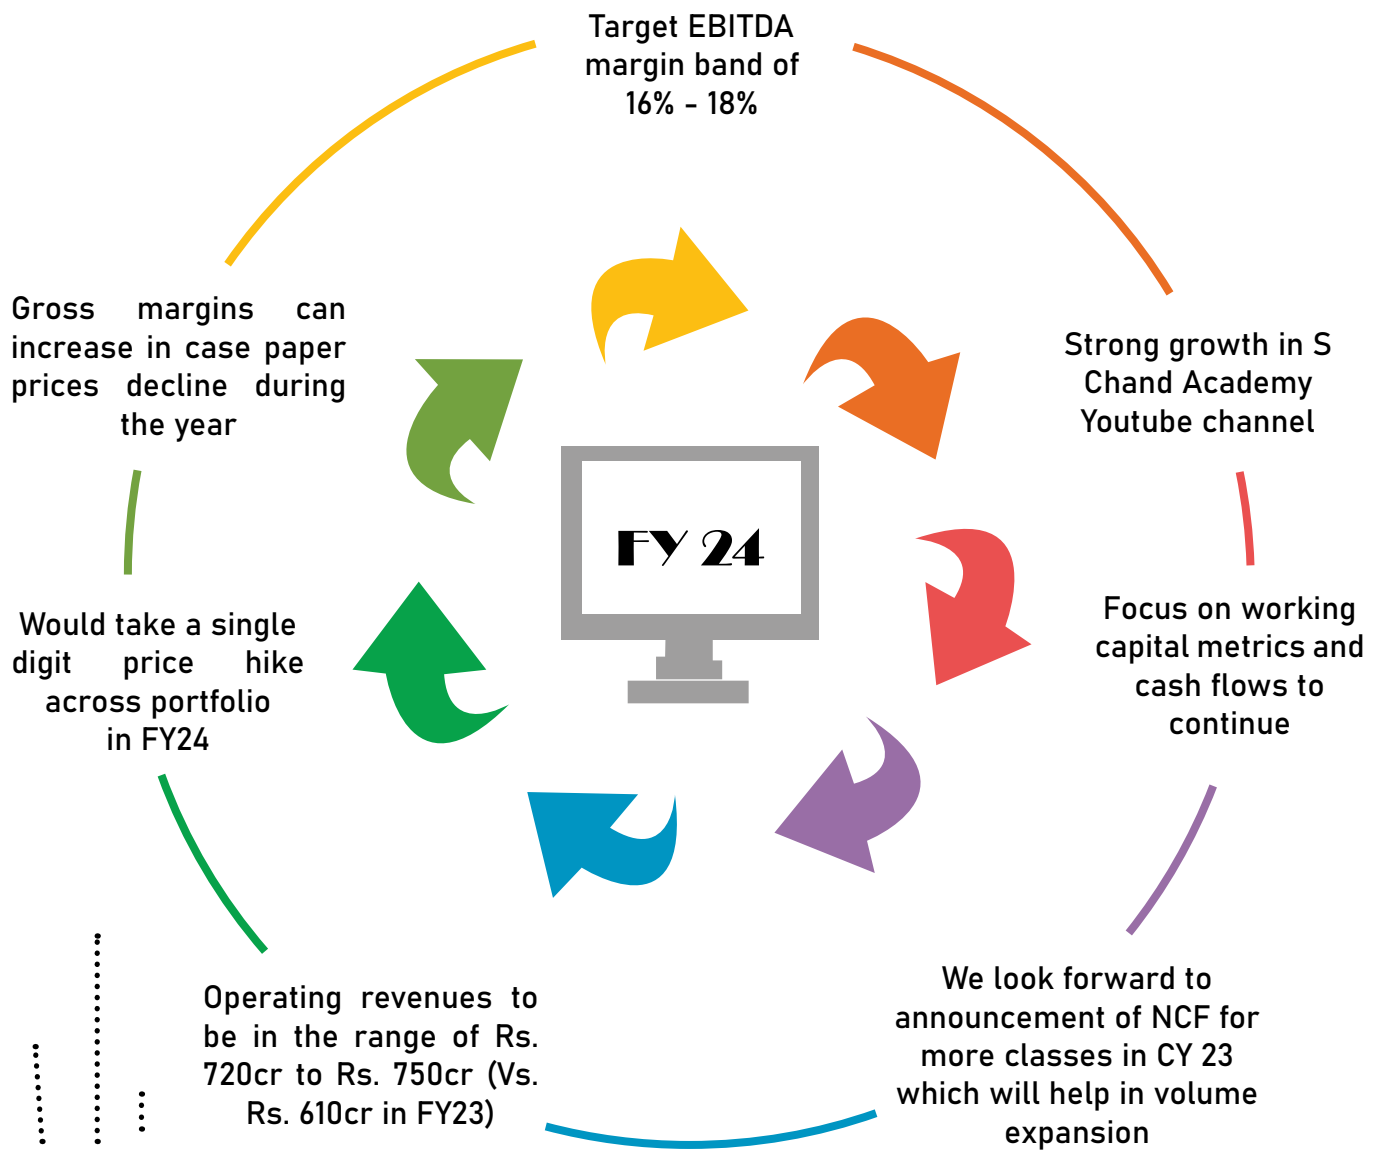 Target EBITDA
margin band of
16% - 18%
Strong growth in S
Chand Academy
Youtube channel
Focus on working
capital metrics and
cash flows to
continue
We look forward to
announcement of NCF for
more classes in CY 23
which will help in volume
expansion
Operating revenues to
be in the range of Rs.
720cr to Rs. 750cr (Vs.
Rs. 610cr in FY23)
Would take a single
digit price hike
across portfolio
in FY24
Gross margins can
increase in case paper
prices decline during
the year
FY 24